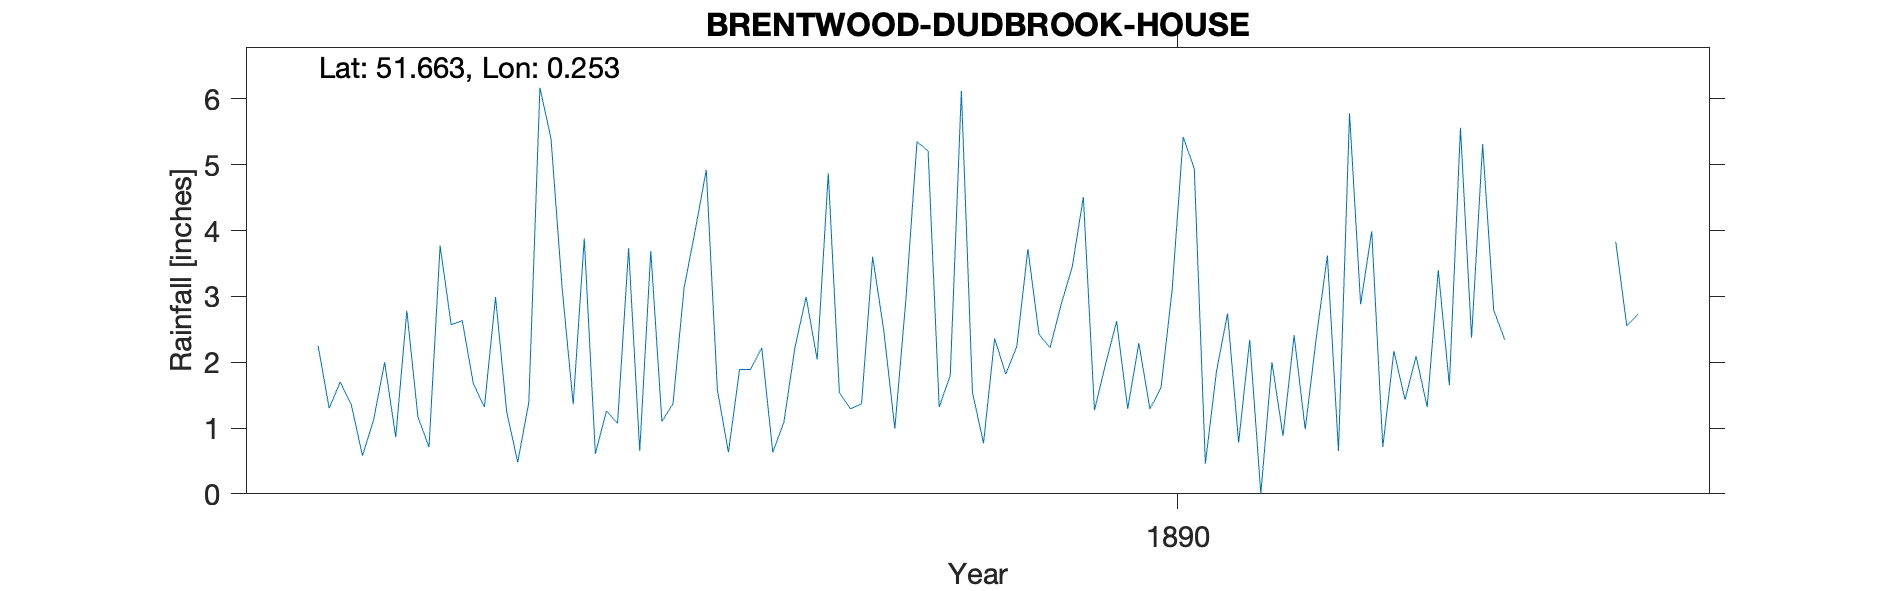 BRENTWOOD-DUDBROOK-HOUSE
Lat: 51.663, Lon: 0.253
6
5
4
3
2
1
0
Rainfall [inches]
1890
Year